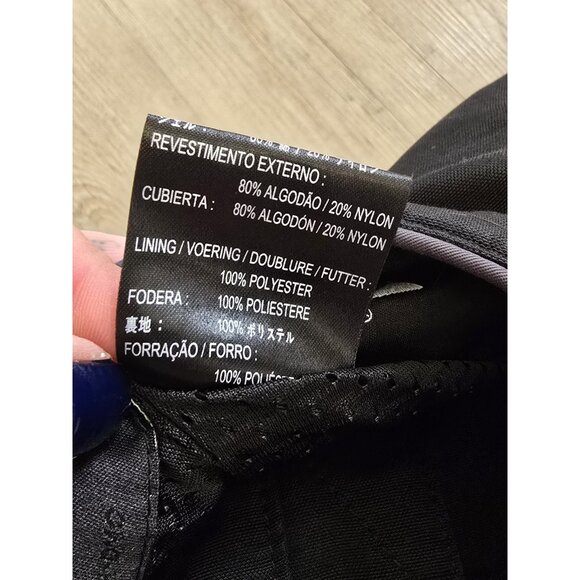 REVESTIMENTO EXTERNO :
80% ALGODÃO / 20% NYLON
CUBIERTA : 80% ALGODÓN / 20% NYLON
LINING / VOERING / DOUBLURE / FUTTER :
100% POLYESTER
FODERA : 100% POLIESTERE
裏地 : 100% ポリステル
FORRAÇÃO / FORRO :
100%